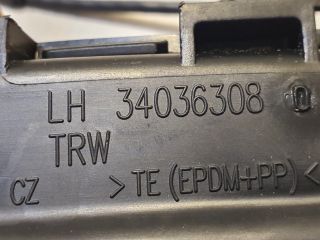 LH 34036308
TRW
CZ >TE (EPDM+PP)<